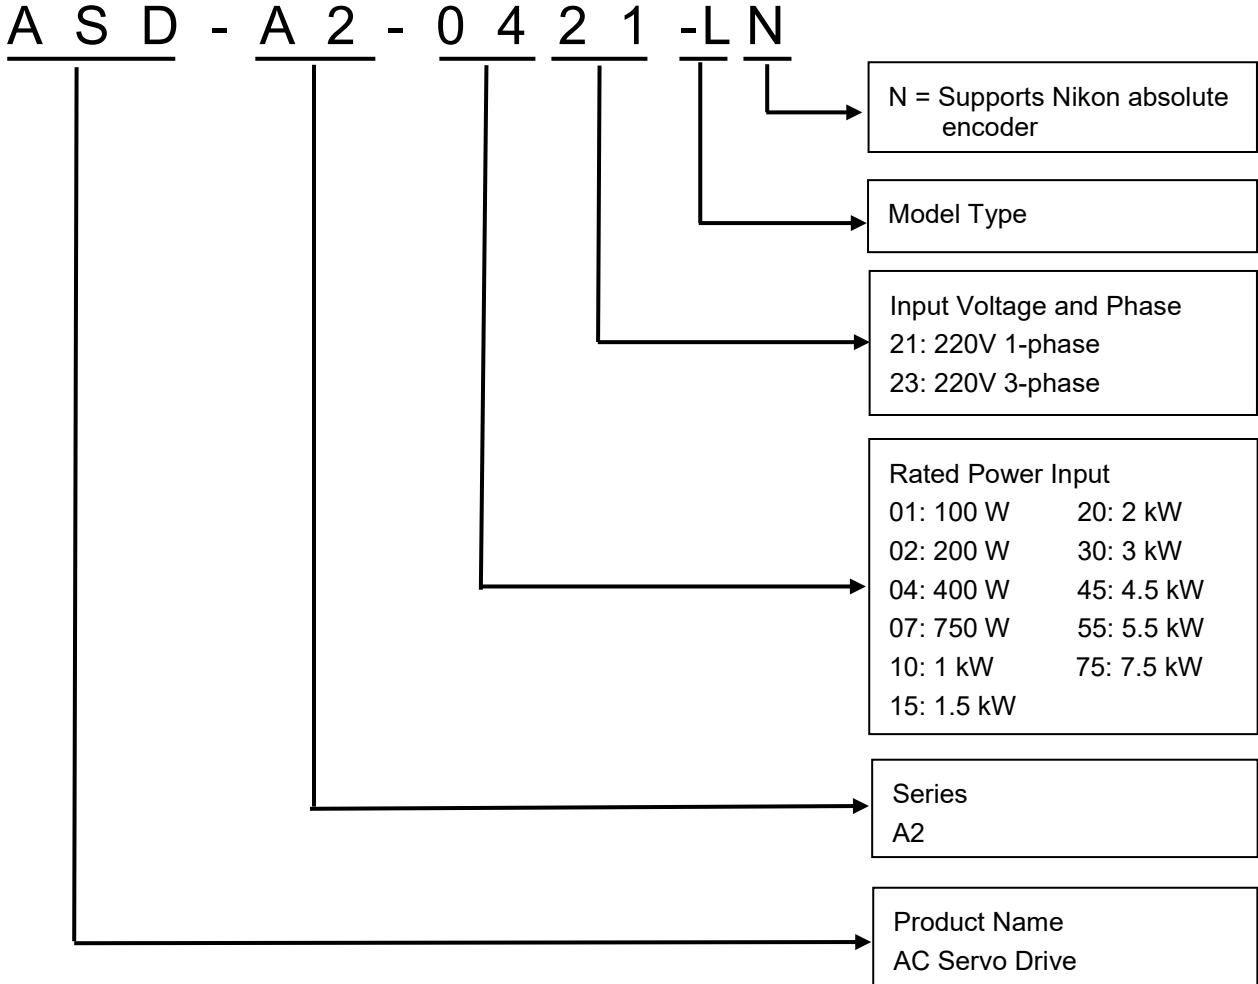 A S D - A 2 - 0 4 2 1 -L N
N = Supports Nikon absolute
encoder
Model Type
Input Voltage and Phase
21: 220V 1-phase
23: 220V 3-phase
Rated Power Input
01: 100 W 20: 2 kW
02: 200 W 30: 3 kW
04: 400 W 45: 4.5 kW
07: 750 W 55: 5.5 kW
10: 1 kW 75: 7.5 kW
15: 1.5 kW
Series
A2
Product Name
AC Servo Drive